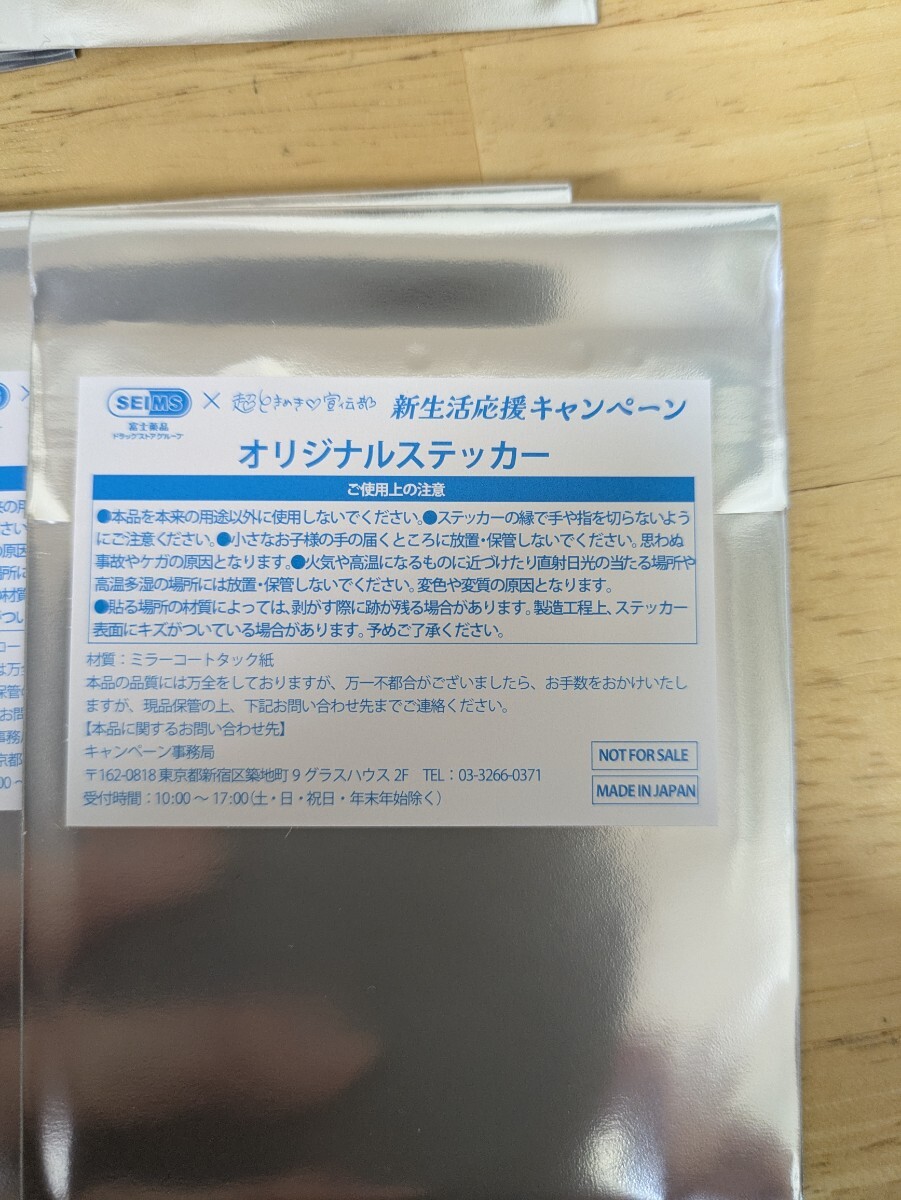 SEIMS × 超ときめき♡宣伝部 新生活応援キャンペーン
富士薬品
ドラッグストアグループ
オリジナルステッカー
ご使用上の注意
●本品を本来の用途以外に使用しないでください。●ステッカーの縁で手や指を切らないよう
にご注意ください。●小さなお子様の手の届くところに放置・保管しないでください。思わぬ
事故やケガの原因となります。●火気や高温になるものに近づけたり直射日光の当たる場所や
高温多湿の場所には放置・保管しないでください。変色や変質の原因となります。
●貼る場所の材質によっては、剥がす際に跡が残る場合があります。製造工程上、ステッカー
表面にキズがついている場合があります。予めご了承ください。
材質：ミラーコートタック紙
本品の品質には万全をしておりますが、万一不都合がございましたら、お手数をおかけいたし
ますが、現品保管の上、下記お問い合わせ先までご連絡ください。
【本品に関するお問い合わせ先】
キャンペーン事務局
〒162-0818 東京都新宿区築地町 9 グラスハウス 2F TEL：03-3266-0371
受付時間：10:00 〜 17:00（土・日・祝日・年末年始除く）
NOT FOR SALE
MADE IN JAPAN